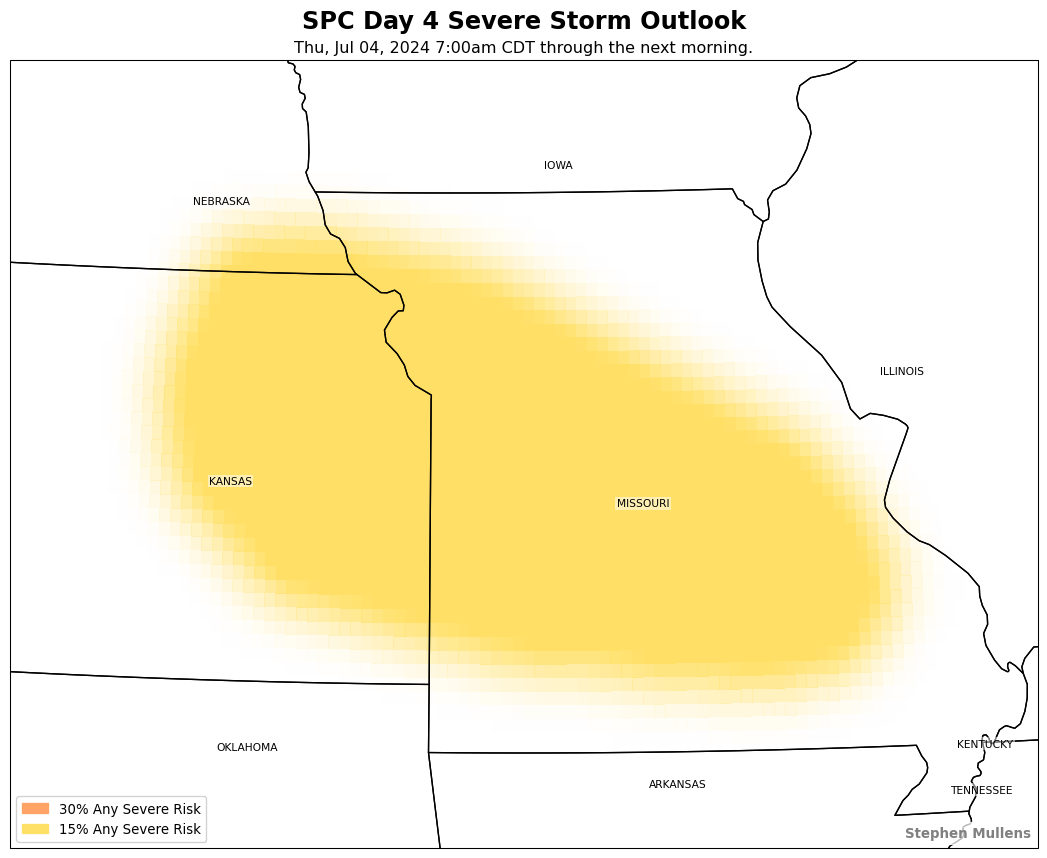 SPC Day 4 Severe Storm Outlook
Thu, Jul 04, 2024 7:00am CDT through the next morning.
IOWA
NEBRASKA
ILLINOIS
KANSAS
MISSOURI
OKLAHOMA
KENTUCKY
ARKANSAS
TENNESSEE
30% Any Severe Risk
15% Any Severe Risk
Stephen Mullens